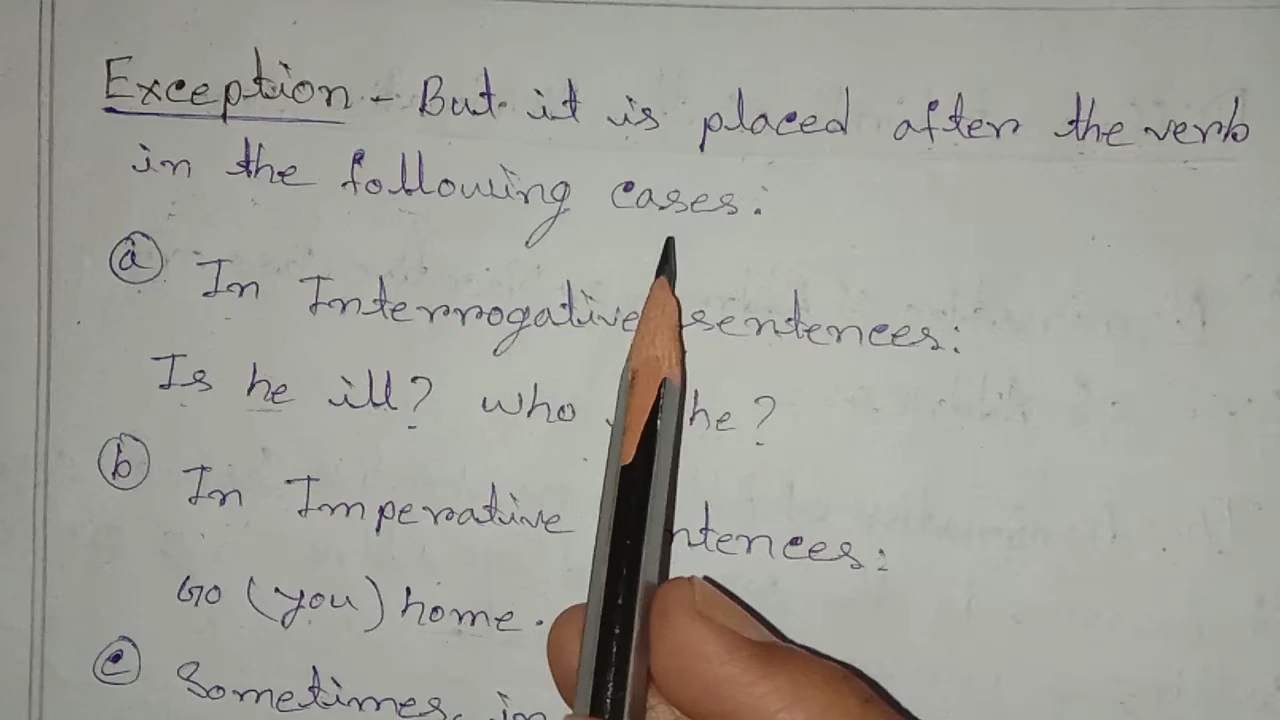 Exception - But it is placed after the verb
in the following cases:
(a) In Interrogative sentences:
Is he ill? who he?
(b) In Imperative
Go (you) home.
(c) Sometimes, in